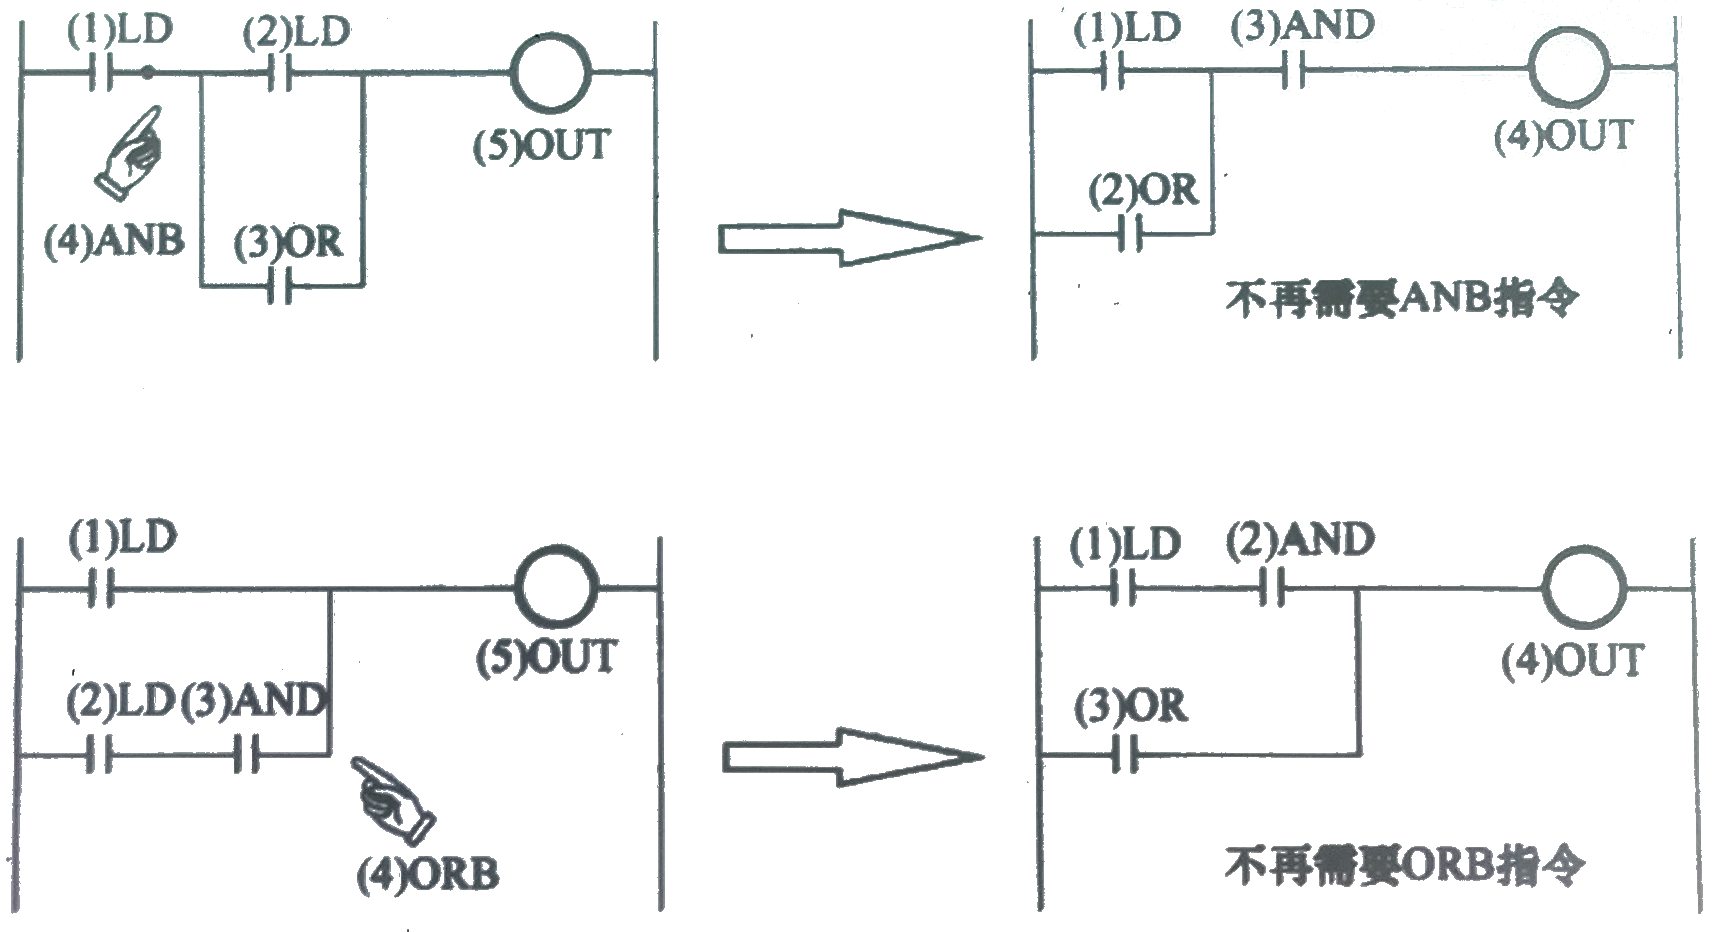 (1)LD (2)LD
(5)OUT
(4)ANB (3)OR
(1)LD (3)AND
(4)OUT
(2)OR
不再需要ANB指令
(1)LD
(5)OUT
(2)LD (3)AND
(4)ORB
(1)LD (2)AND
(4)OUT
(3)OR
不再需要ORB指令